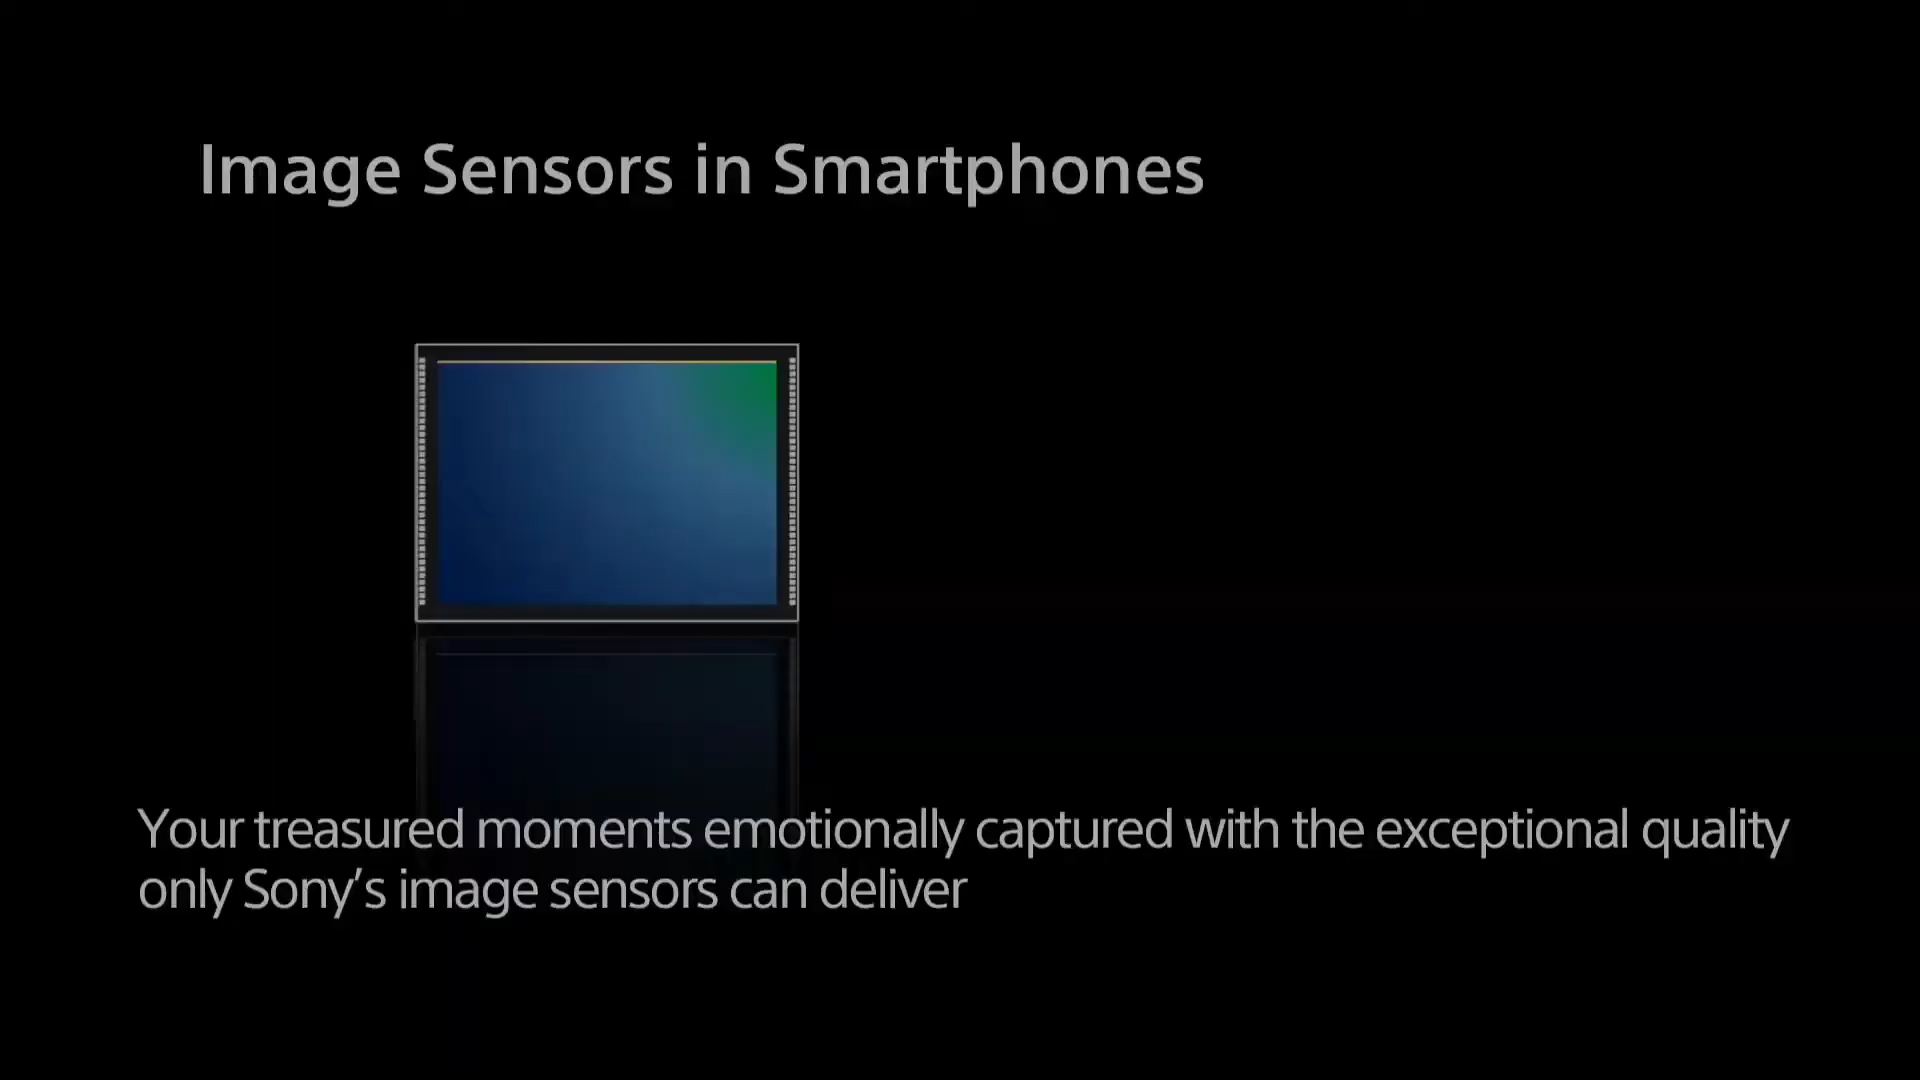 Image Sensors in Smartphones
Your treasured moments emotionally captured with the exceptional quality
only Sony’s image sensors can deliver